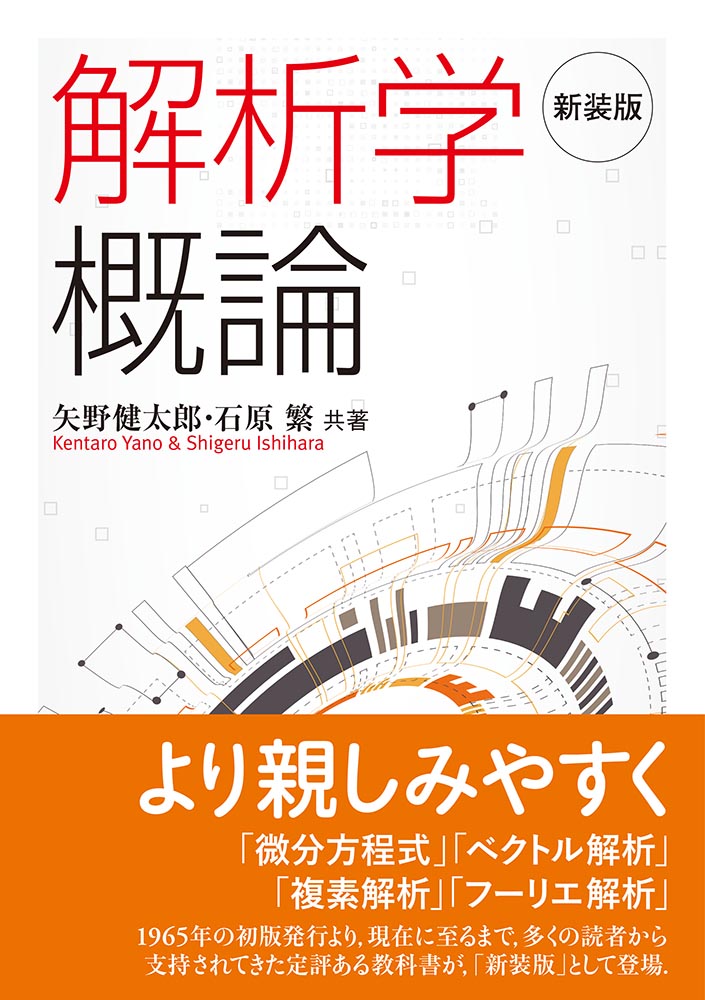 解析学
新装版
概論
矢野健太郎・石原 繁 共著
Kentaro Yano & Shigeru Ishihara
より親しみやすく
「微分方程式」「ベクトル解析」
「複素解析」「フーリエ解析」
1965年の初版発行より, 現在に至るまで, 多くの読者から
支持されてきた定評ある教科書が, 「新装版」として登場.